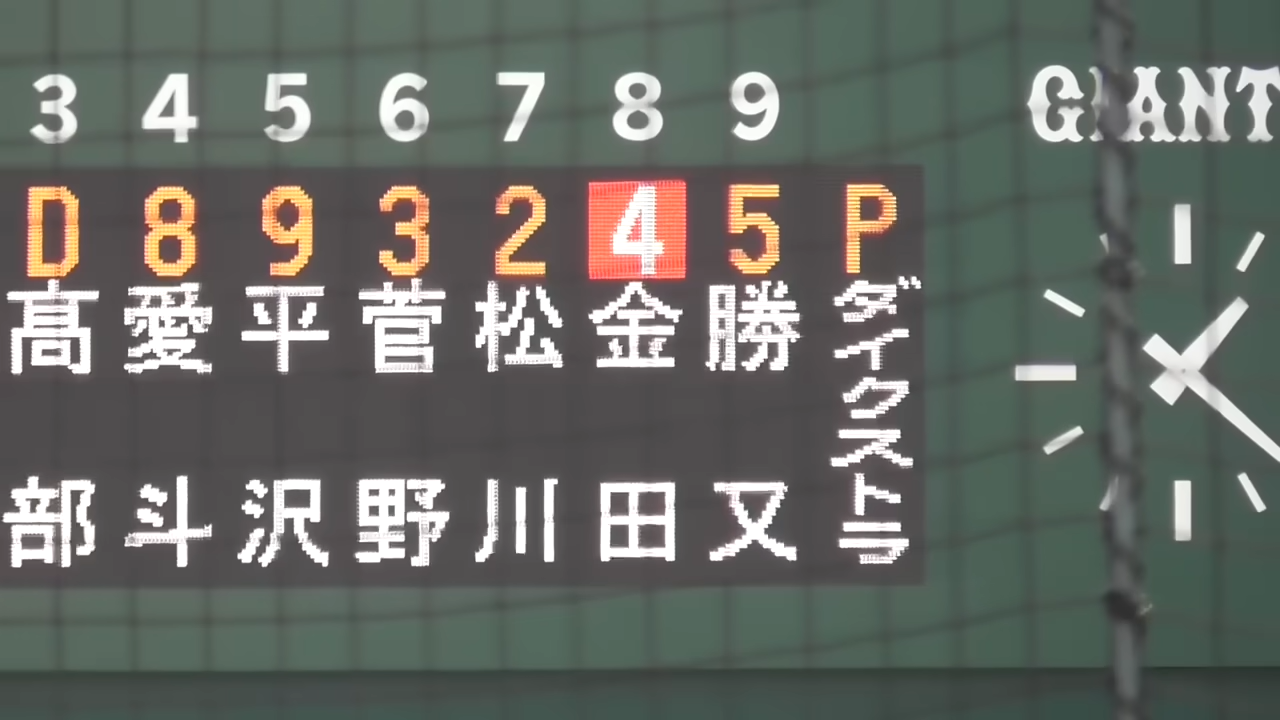 3 4 5 6 7 8 9
GIANT
D 8 9 3 2 4 5 P
髙部
愛斗
平沢
菅野
松川
金田
勝又
ダイクストラ